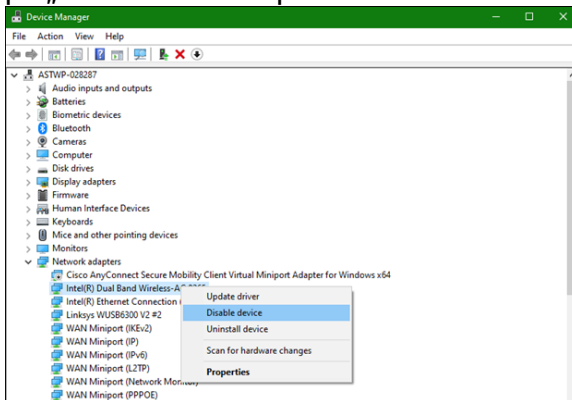 Device Manager
File Action View Help
ASTWP-028287
Audio inputs and outputs
Batteries
Biometric devices
Bluetooth
Cameras
Computer
Disk drives
Display adapters
Firmware
Human Interface Devices
Keyboards
Mice and other pointing devices
Monitors
Network adapters
Cisco AnyConnect Secure Mobility Client Virtual Miniport Adapter for Windows x64
Intel(R) Dual Band Wireless-AC
Intel(R) Ethernet Connection
Update driver
Linksys WUSB6300 V2 #2
Disable device
WAN Miniport (IKEv2)
Uninstall device
WAN Miniport (IP)
WAN Miniport (IPv6)
Scan for hardware changes
WAN Miniport (L2TP)
Properties
WAN Miniport (Network Monitor)
WAN Miniport (PPPOE)